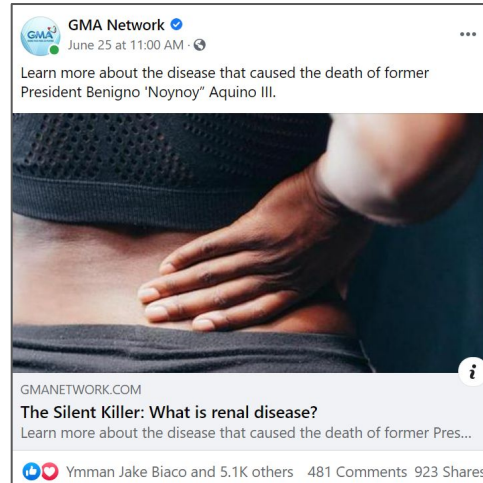 GMA Network
GMA
June 25 at 11:00 AM ·
Learn more about the disease that caused the death of former
President Benigno 'Noynoy” Aquino III.
i
GMANETWORK.COM
The Silent Killer: What is renal disease?
Learn more about the disease that caused the death of former Pres...
Ymman Jake Biaco and 5.1K others 481 Comments 923 Shares